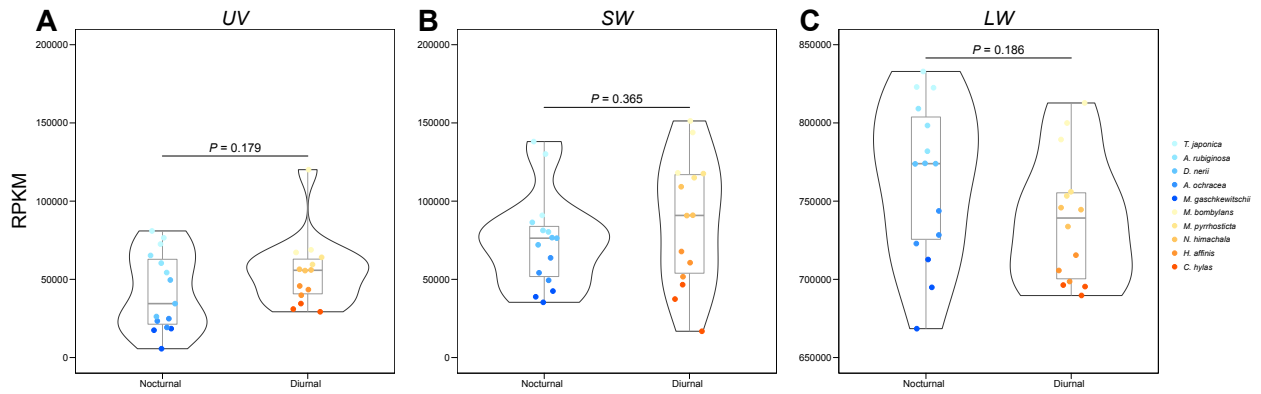 A
UV
B
SW
C
LW
RPKM
200000
150000
100000
50000
0
P = 0.179
Nocturnal
Diurnal
200000
150000
100000
50000
0
P = 0.365
Nocturnal
Diurnal
850000
800000
750000
700000
650000
P = 0.186
Nocturnal
Diurnal
T. japonica
A. rubiginosa
D. nerii
A. ochracea
M. gaschkewitschii
M. bombylans
M. pyrrhosticta
N. himachala
H. affinis
C. hylas